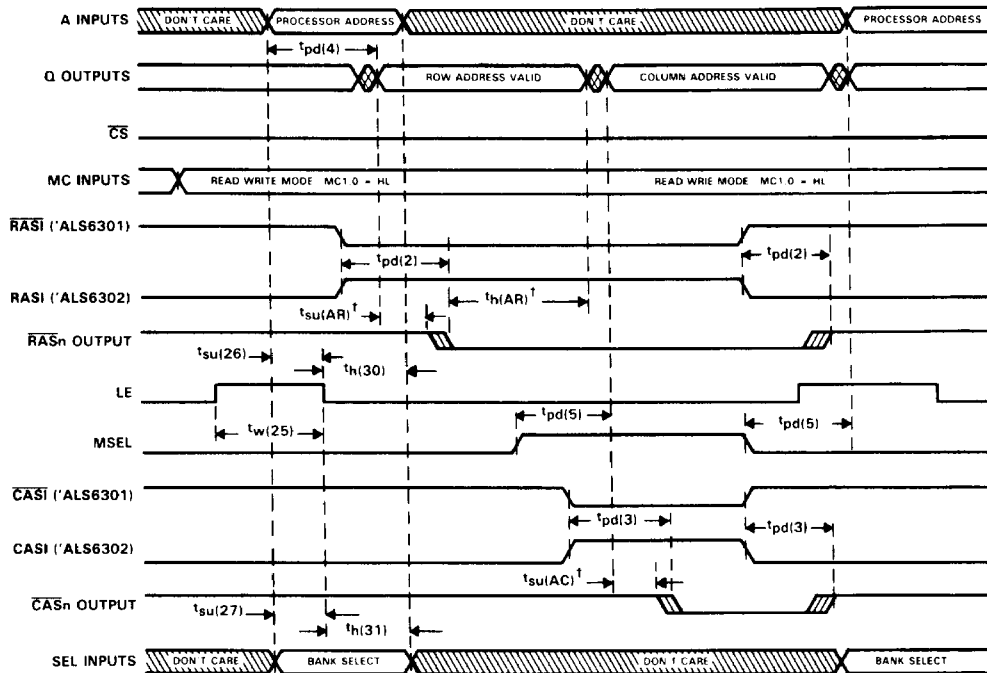 A INPUTS DON'T CARE PROCESSOR ADDRESS DON'T CARE PROCESSOR ADDRESS
tpd(4)
Q OUTPUTS ROW ADDRESS VALID COLUMN ADDRESS VALID
CS
MC INPUTS READ WRITE MODE MC1.0 = HL READ WRIE MODE MC1.0 = HL
RASI ('ALS6301)
tpd(2) tpd(2)
RASI ('ALS6302)
tsu(AR)† th(AR)†
RASn OUTPUT
tsu(26)
th(30)
LE
tw(25) tpd(5) tpd(5)
MSEL
CASI ('ALS6301)
tpd(3) tpd(3)
CASI ('ALS6302)
tsu(AC)†
CASn OUTPUT
tsu(27)
th(31)
SEL INPUTS DON'T CARE BANK SELECT DON'T CARE BANK SELECT